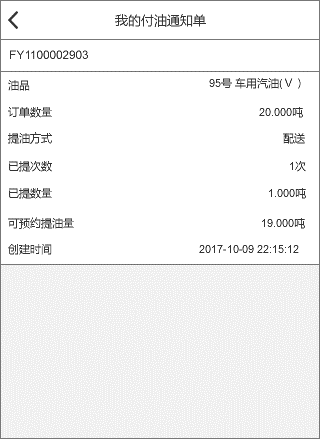 我的付油通知单
FY1100002903
油品 95号 车用汽油(Ⅴ )
订单数量 20.000吨
提油方式 配送
已提次数 1次
已提数量 1.000吨
可预约提油量 19.000吨
创建时间 2017-10-09 22:15:12